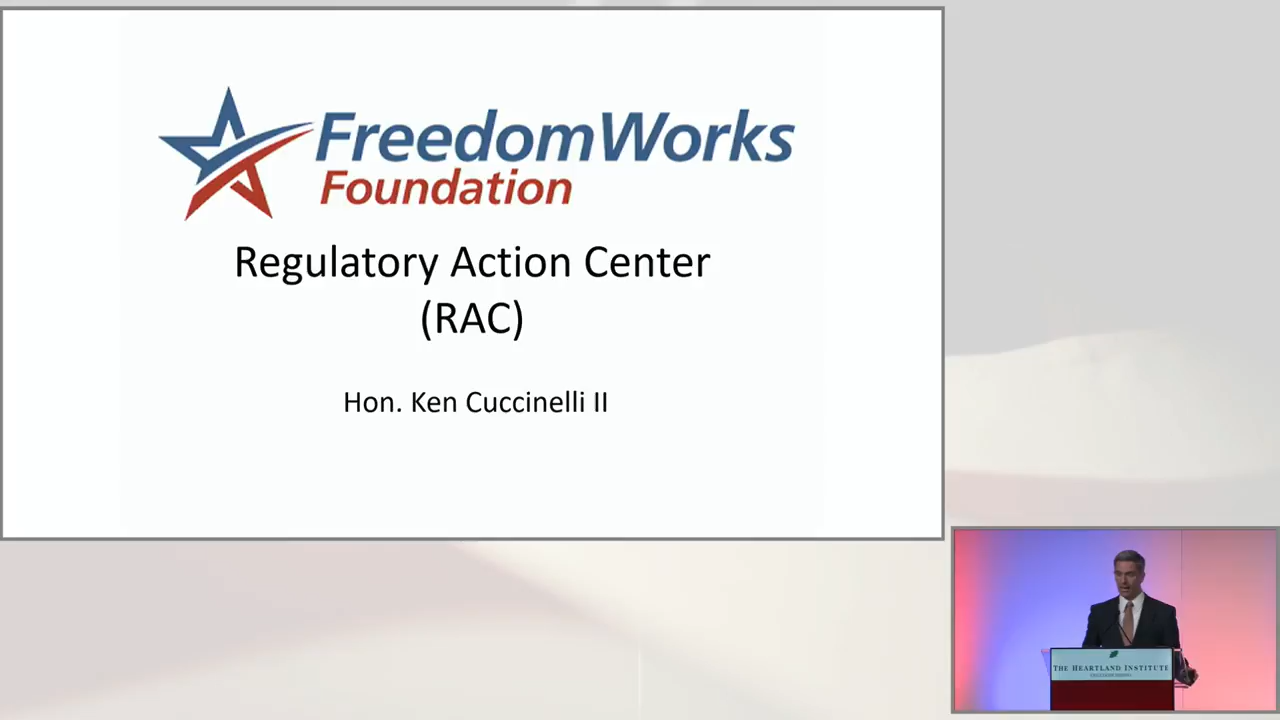 FreedomWorks
Foundation
Regulatory Action Center
(RAC)
Hon. Ken Cuccinelli II
THE HEARTLAND INSTITUTE